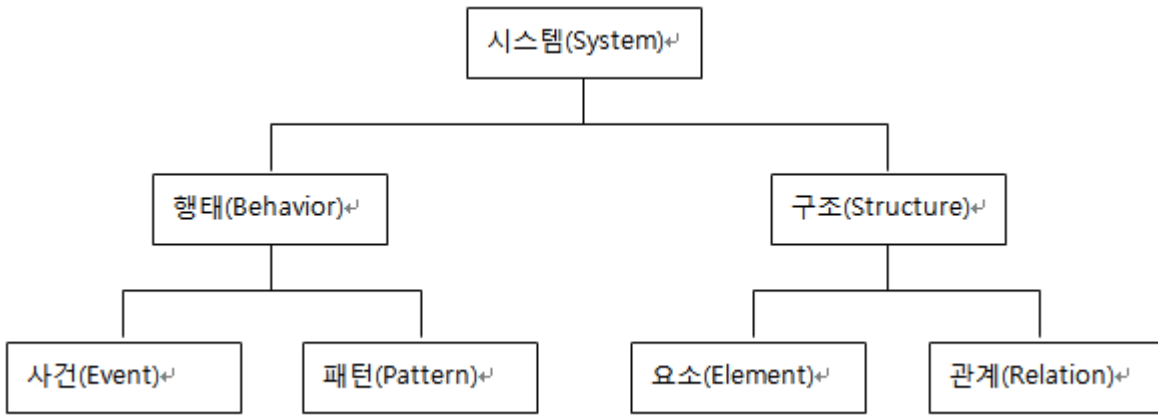 시스템(System)↵
행태(Behavior)↵
구조(Structure)↵
사건(Event)↵
패턴(Pattern)↵
요소(Element)↵
관계(Relation)↵